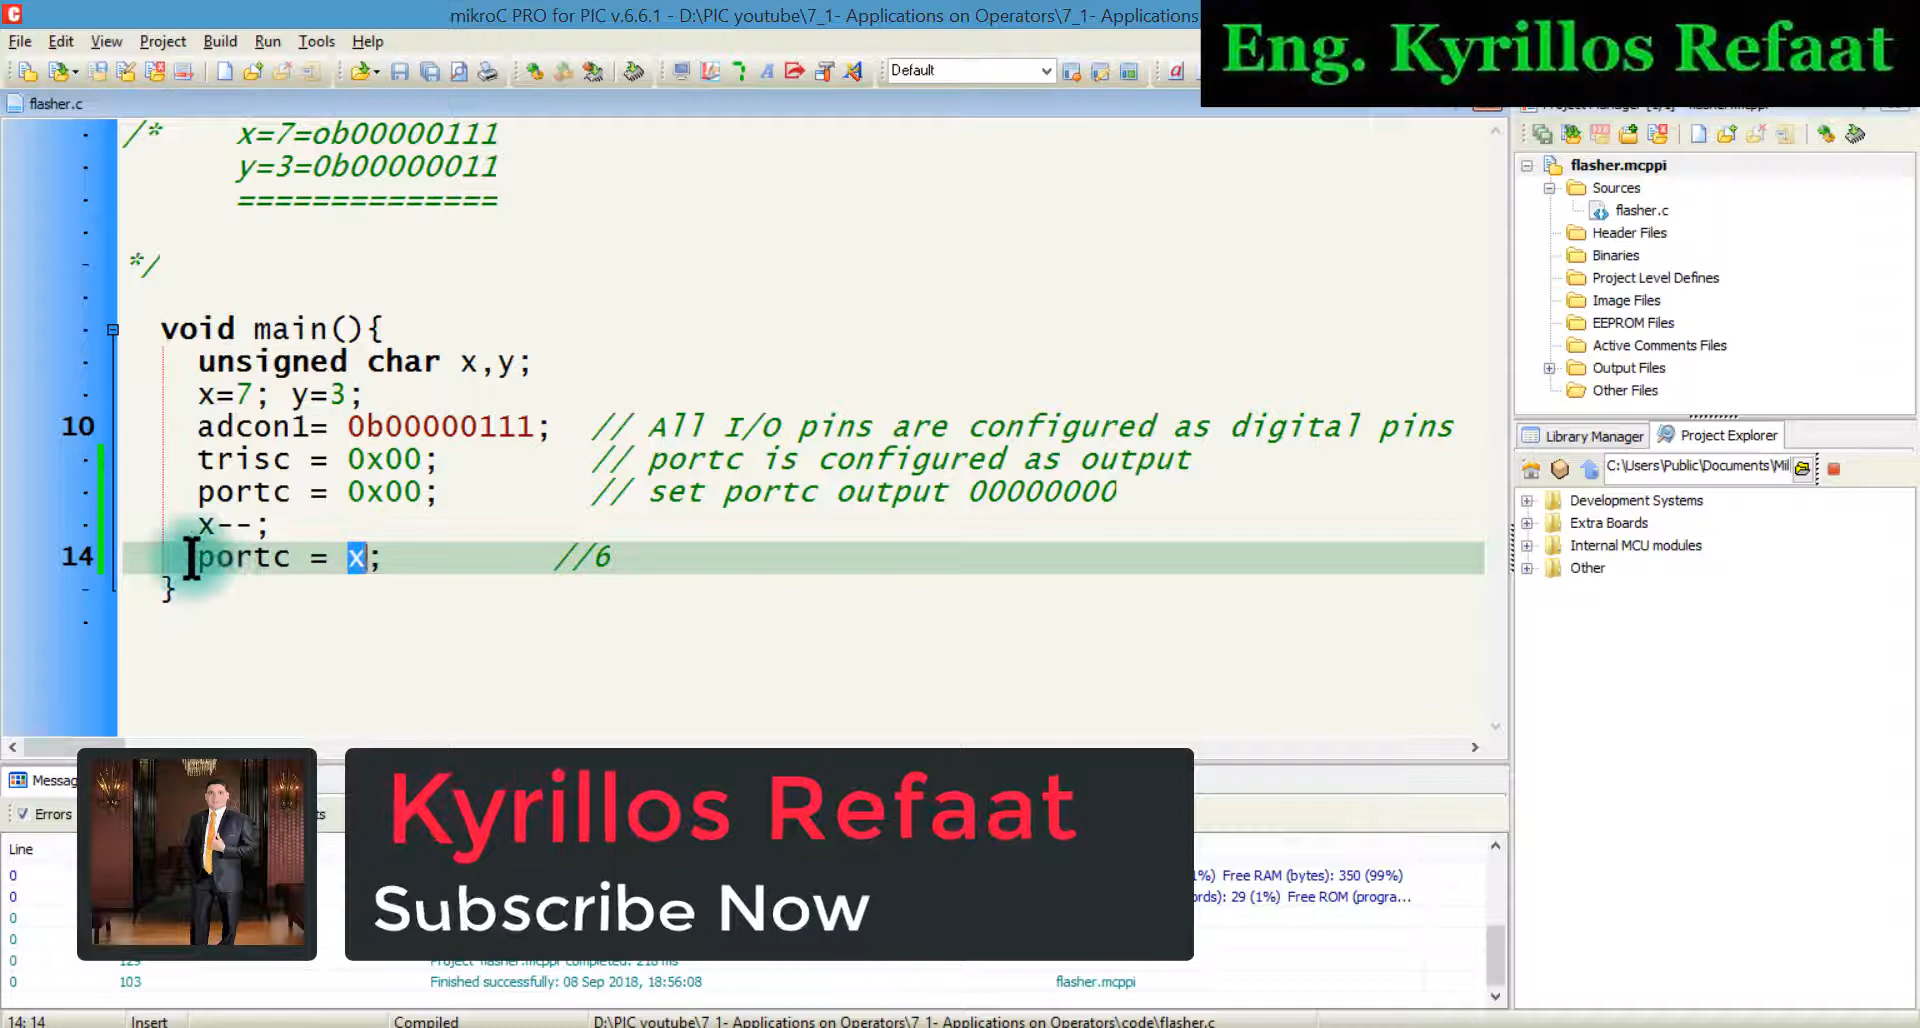 mikroC PRO for PIC v.6.6.1 - D:\PIC youtube\7_1- Applications on Operators\7_1- Applications
Eng. Kyrillos Refaat
File Edit View Project Build Run Tools Help
Default
flasher.c
/* x=7=ob00000111
y=3=0b00000011
==============
*/
void main(){
unsigned char x,y;
x=7; y=3;
10 adcon1= 0b00000111; // All I/O pins are configured as digital pins
trisc = 0x00; // portc is configured as output
portc = 0x00; // set portc output 00000000
x--;
14 portc = x; //6
}
flasher.mcppi
Sources
flasher.c
Header Files
Binaries
Project Level Defines
Image Files
EEPROM Files
Active Comments Files
Output Files
Other Files
Library Manager Project Explorer
C:\Users\Public\Documents\Mil
Development Systems
Extra Boards
Internal MCU modules
Other
Messag
Errors
Line
0
0
0
0
0
0 103 Finished successfully: 08 Sep 2018, 18:56:08 flasher.mcppi
1%) Free RAM (bytes): 350 (99%)
ords): 29 (1%) Free ROM (progra...
Kyrillos Refaat
Subscribe Now
14: 14 Insert Compiled D:\PIC youtube\7_1- Applications on Operators\7_1- Applications on Operators\code\flasher.c